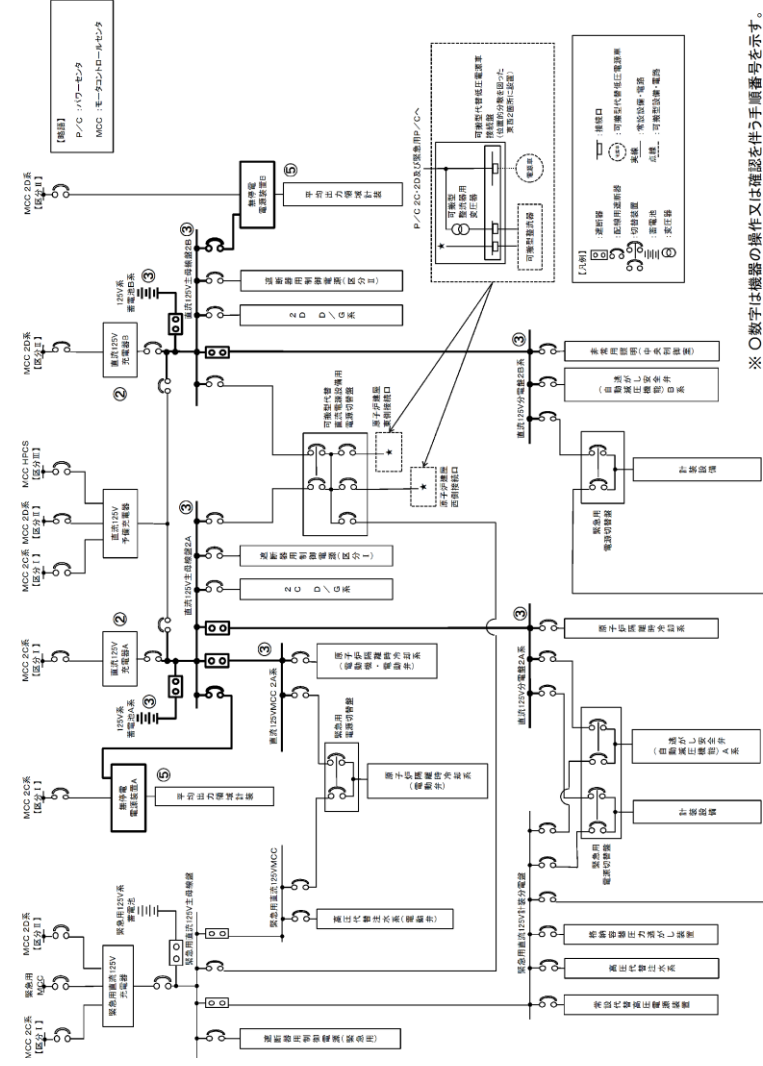 【略語】
P/C :パワーセンタ
MCC :モータコントロールセンタ
MCC 2C系
【区分Ⅰ】
緊急用
MCC
MCC 2D系
【区分Ⅱ】
MCC 2C系
【区分Ⅰ】
MCC 2C系
【区分Ⅰ】
MCC 2C系
【区分Ⅰ】
MCC 2D系
【区分Ⅱ】
MCC HPCS
【区分Ⅲ】
MCC 2D系
【区分Ⅱ】
MCC 2D系
【区分Ⅱ】
緊急用直流125V
充電器
緊急用125V系
蓄電池
無停電
電源装置A
⑤
平均出力領域計装
125V系
蓄電池A系
③
直流125V
充電器A
②
直流125V
予備充電器
直流125V
充電器B
②
125V系
蓄電池B系
③
無停電
電源装置B
⑤
平均出力領域計装
緊急用直流125V主母線盤
遮断器用制御電源(緊急用)
直流125V主母線盤2A
③
2C D/G系
遮断器用制御電源(区分Ⅰ)
直流125V主母線盤2B
③
2D D/G系
遮断器用制御電源(区分Ⅱ)
緊急用直流125VMCC
高圧代替注水系(電動弁)
直流125VMCC 2A系
③
原子炉隔離時冷却系
(電動機・電動弁)
緊急用
電源切替盤
原子炉隔離時冷却系
(電動弁)
可搬型代替
直流電源設備用
電源切替盤
原子炉建屋
西側接続口
原子炉建屋
東側接続口
P/C 2C・2D及び緊急用P/Cへ
可搬型
整流器用
変圧器
可搬型整流器
電源車
可搬型代替低圧電源車
接続盤
(位置的分散を図った
東西2箇所に設置)
緊急用直流125V計装分電盤
常設代替高圧電源装置
高圧代替注水系
格納容器圧力逃がし装置
緊急用
電源切替盤
計装設備
逃がし安全弁
(自動減圧機能)A系
直流125V分電盤2A系
③
原子炉隔離時冷却系
直流125V分電盤2B系
③
緊急用
電源切替盤
計装設備
逃がし安全弁
(自動減圧機能)B系
非常用照明(中央制御室)
【凡例】
:遮断器
:配線用遮断器
:切替装置
:蓄電池
:変圧器
:接続口
:可搬型代替低圧電源車
実線 :常設設備・電路
点線 :可搬型設備・電路
※ ○数字は機器の操作又は確認を伴う手順番号を示す。